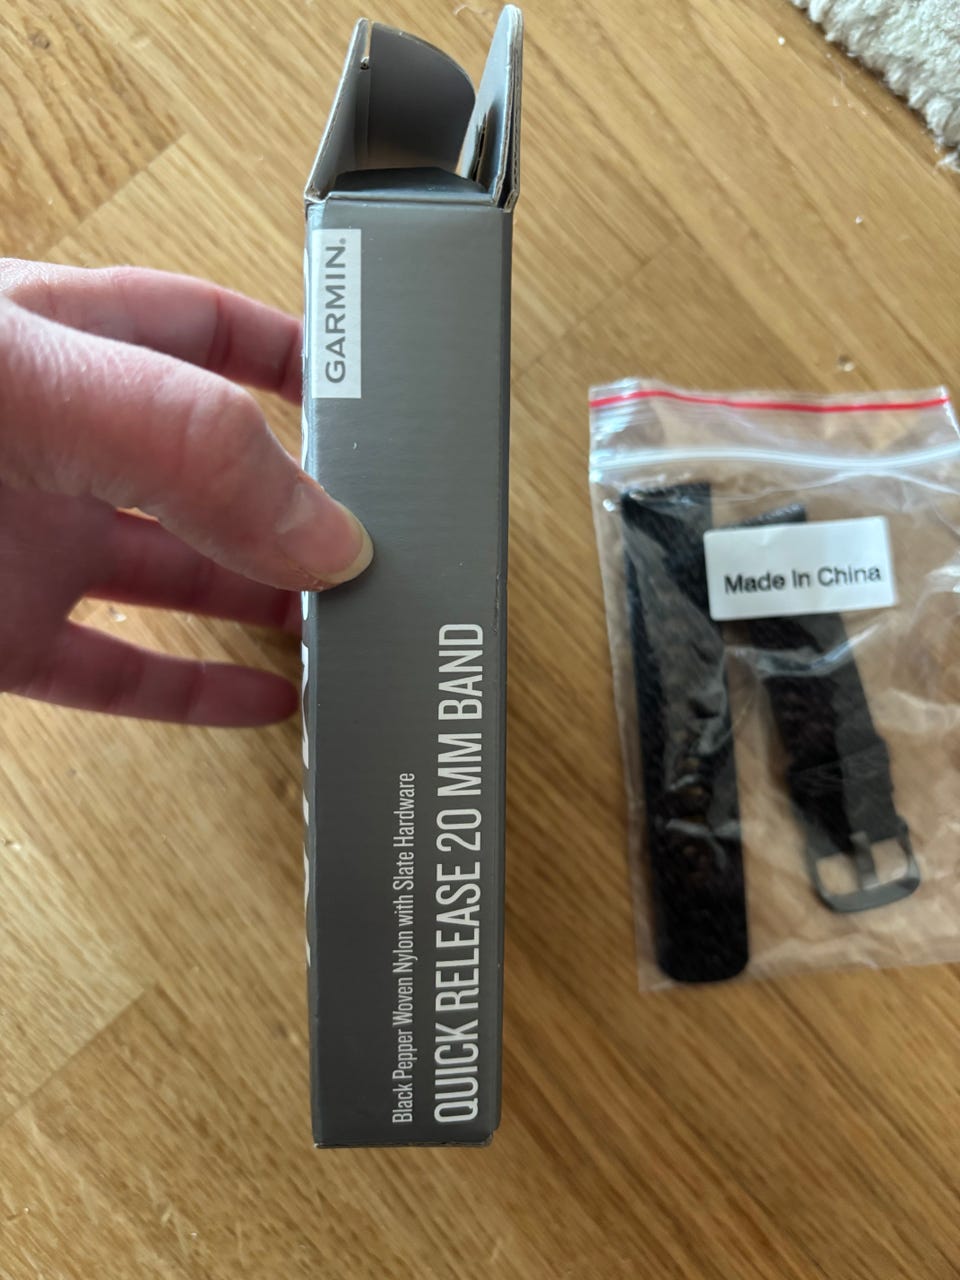 GARMIN®
Black Pepper Woven Nylon with Slate Hardware
QUICK RELEASE 20 MM BAND
Made In China